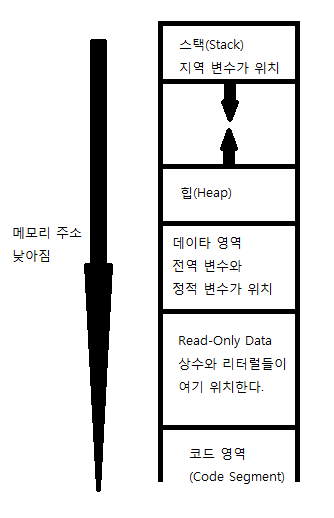 스택(Stack)
지역 변수가 위치
힙(Heap)
메모리 주소
낮아짐
데이타 영역
전역 변수와
정적 변수가 위치
Read-Only Data
상수와 리터럴들이
여기 위치한다.
코드 영역
(Code Segment)